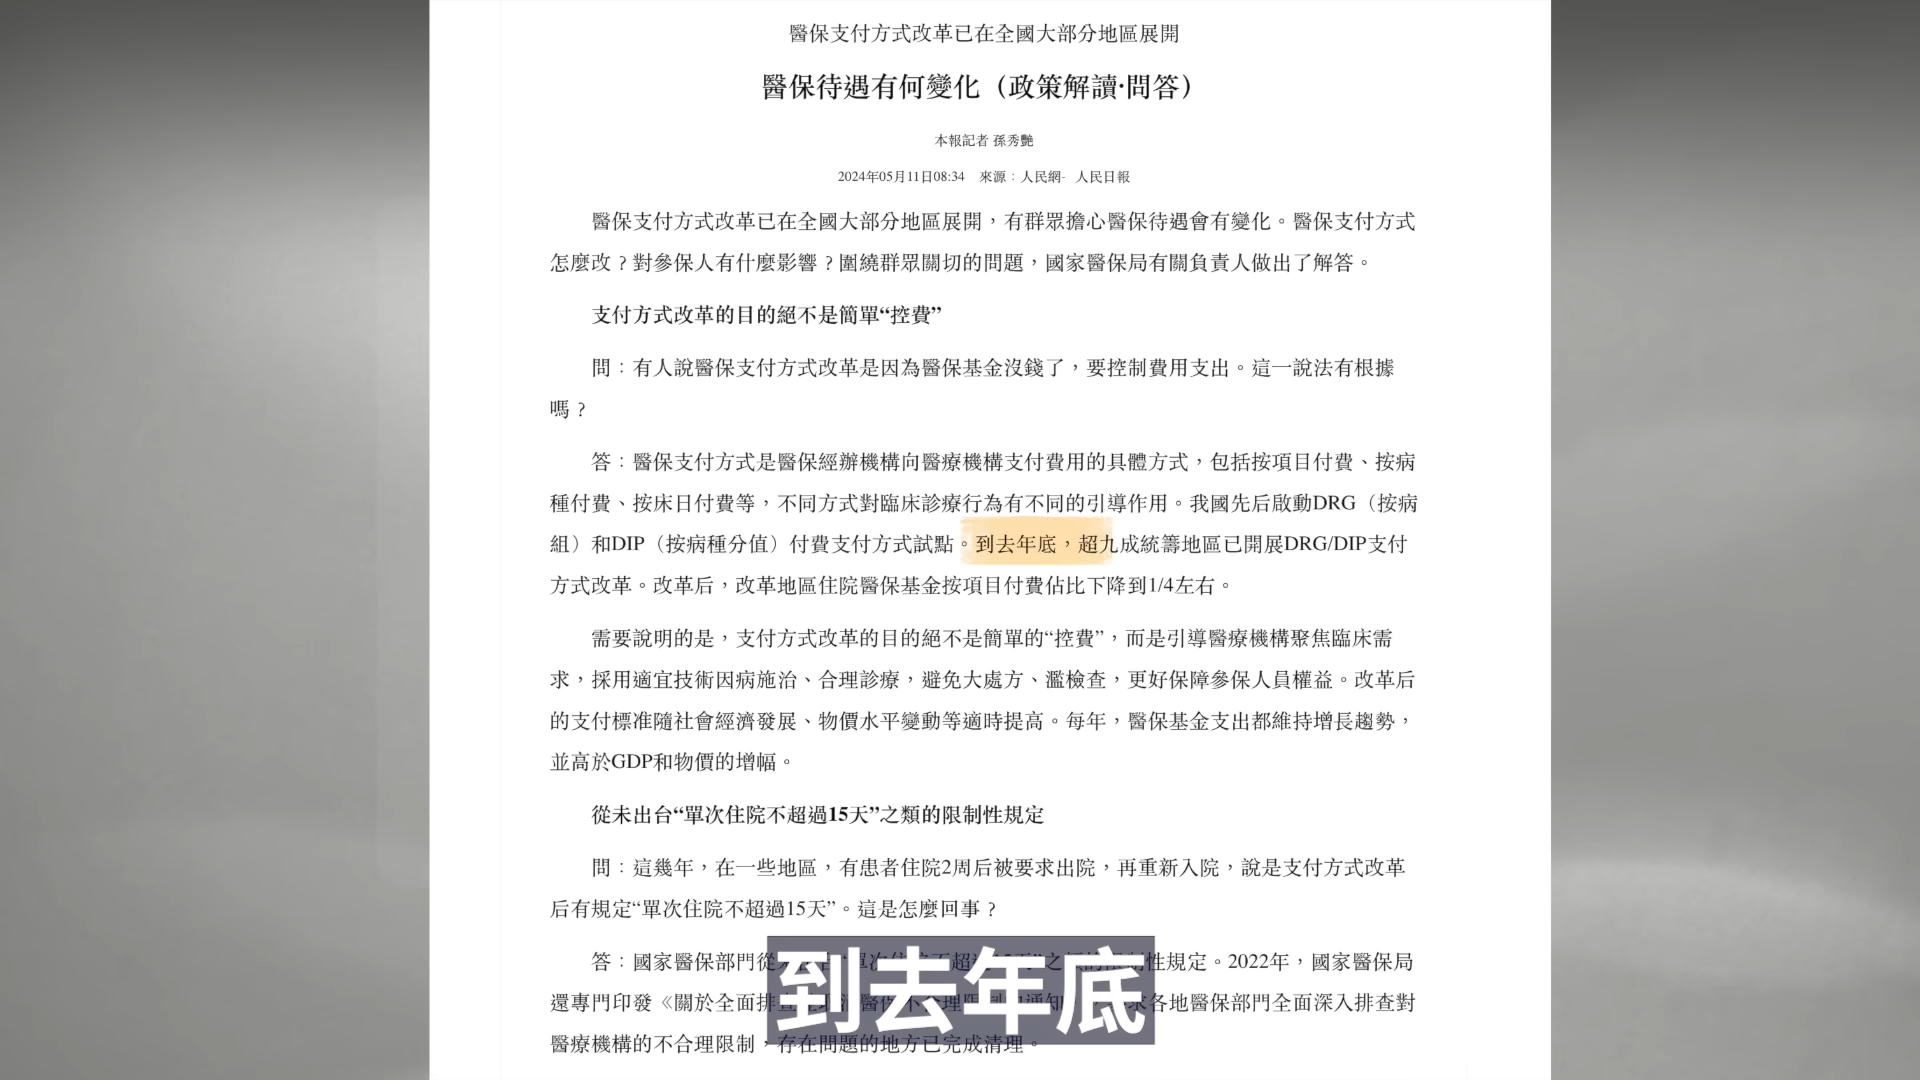 醫保支付方式改革已在全國大部分地區展開
醫保待遇有何變化（政策解讀·問答）
本報記者 孫秀艷
2024年05月11日08:34 來源：人民網- 人民日報
醫保支付方式改革已在全國大部分地區展開，有群眾擔心醫保待遇會有變化。醫保支付方式
怎麼改？對參保人有什麼影響？圍繞群眾關切的問題，國家醫保局有關負責人做出了解答。
支付方式改革的目的絕不是簡單“控費”
問：有人說醫保支付方式改革是因為醫保基金沒錢了，要控制費用支出。這一說法有根據
嗎？
答：醫保支付方式是醫保經辦機構向醫療機構支付費用的具體方式，包括按項目付費、按病
種付費、按床日付費等，不同方式對臨床診療行為有不同的引導作用。我國先后啟動DRG（按病
組）和DIP（按病種分值）付費支付方式試點。到去年底，超九成統籌地區已開展DRG/DIP支付
方式改革。改革后，改革地區住院醫保基金按項目付費佔比下降到1/4左右。
需要說明的是，支付方式改革的目的絕不是簡單的“控費”，而是引導醫療機構聚焦臨床需
求，採用適宜技術因病施治、合理診療，避免大處方、濫檢查，更好保障參保人員權益。改革后
的支付標准隨社會經濟發展、物價水平變動等適時提高。每年，醫保基金支出都維持增長趨勢，
並高於GDP和物價的增幅。
從未出台“單次住院不超過15天”之類的限制性規定
問：這幾年，在一些地區，有患者住院2周后被要求出院，再重新入院，說是支付方式改革
后有規定“單次住院不超過15天”。這是怎麼回事？
答：國家醫保部門從 單次住院不超過 之 性規定。2022年，國家醫保局
還專門印發《關於全面排 醫保不合理限制 通知 求各地醫保部門全面深入排查對
醫療機構的不合理限制，存在問題的地方已完成清理。
到去年底